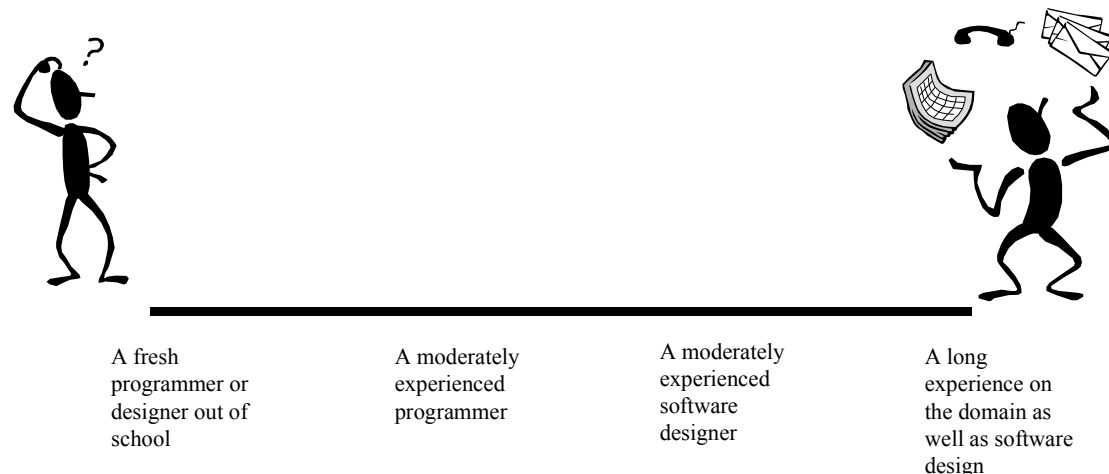 ?
A fresh
programmer or
designer out of
school
A moderately
experienced
programmer
A moderately
experienced
software
designer
A long
experience on
the domain as
well as software
design